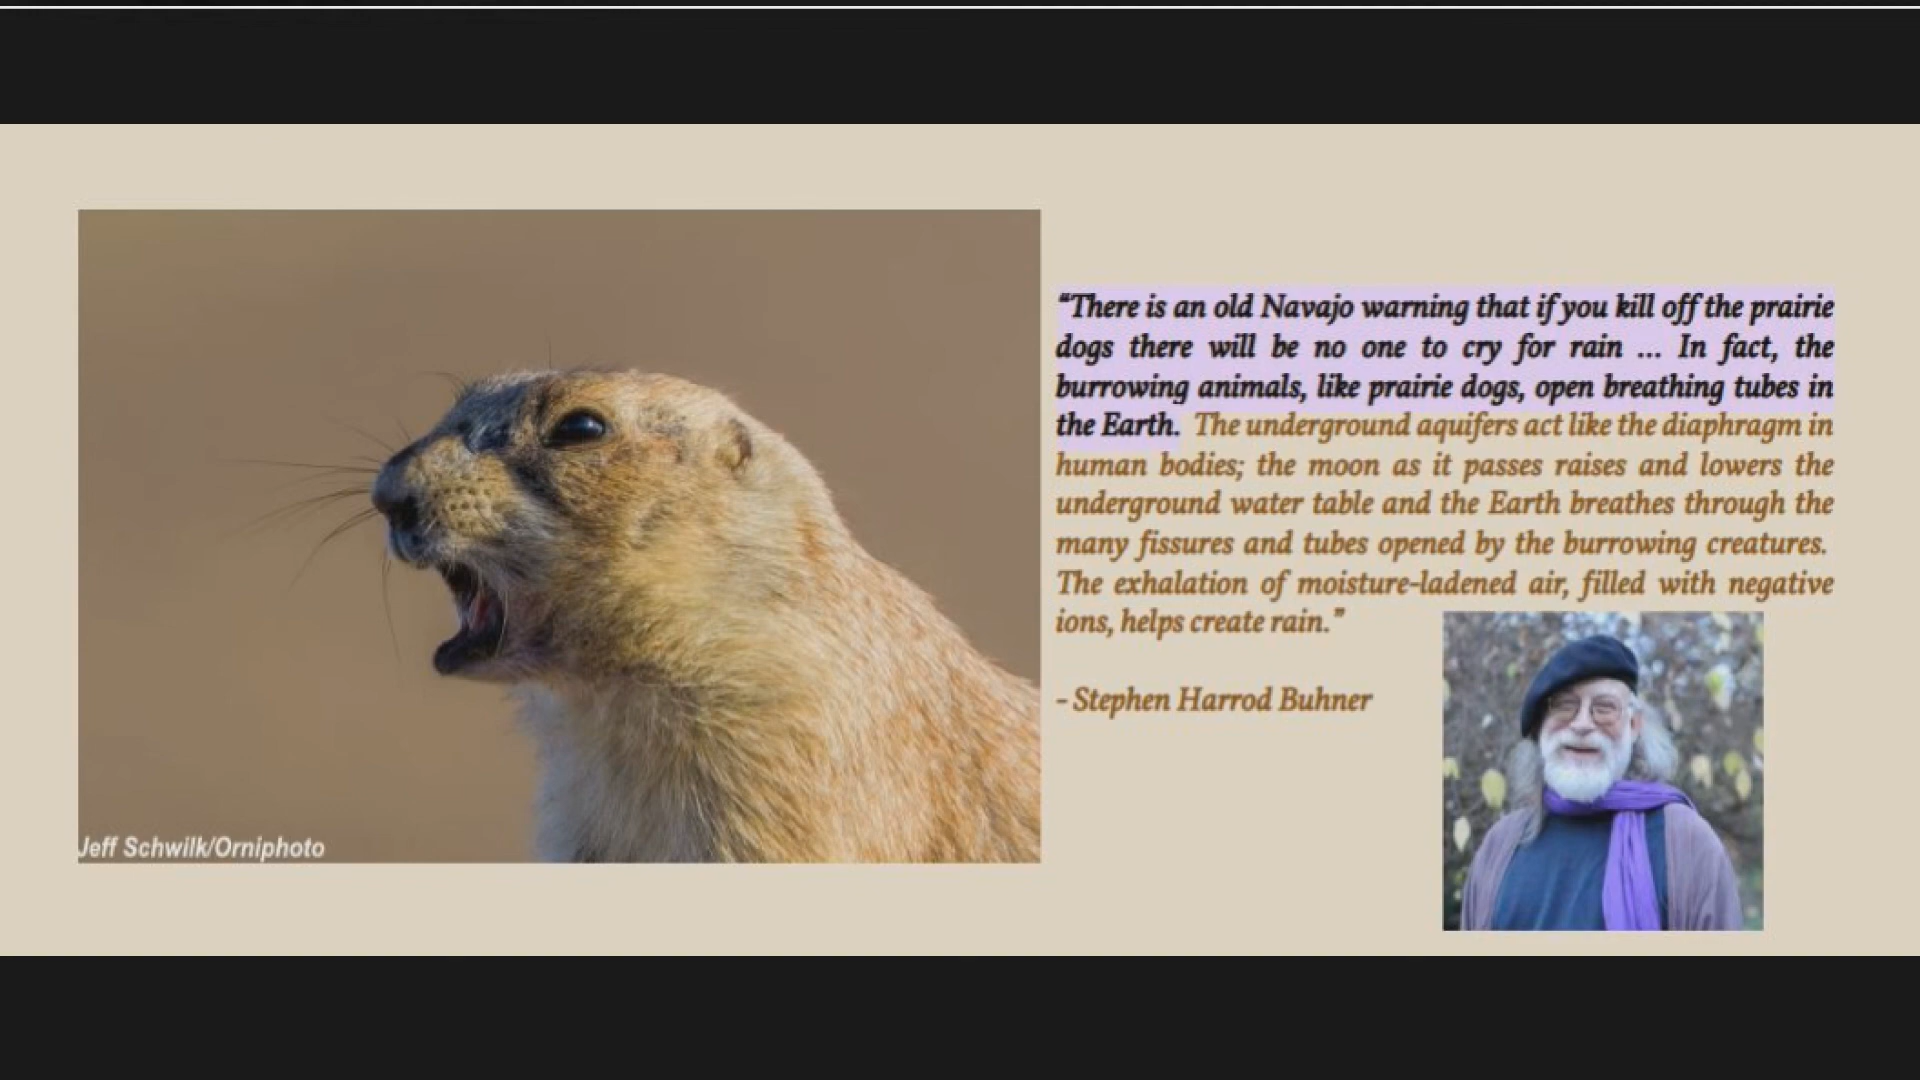 “There is an old Navajo warning that if you kill off the prairie
dogs there will be no one to cry for rain ... In fact, the
burrowing animals, like prairie dogs, open breathing tubes in
the Earth. The underground aquifers act like the diaphragm in
human bodies; the moon as it passes raises and lowers the
underground water table and the Earth breathes through the
many fissures and tubes opened by the burrowing creatures.
The exhalation of moisture-ladened air, filled with negative
ions, helps create rain.”
- Stephen Harrod Buhner
Jeff Schwilk/Orniphoto